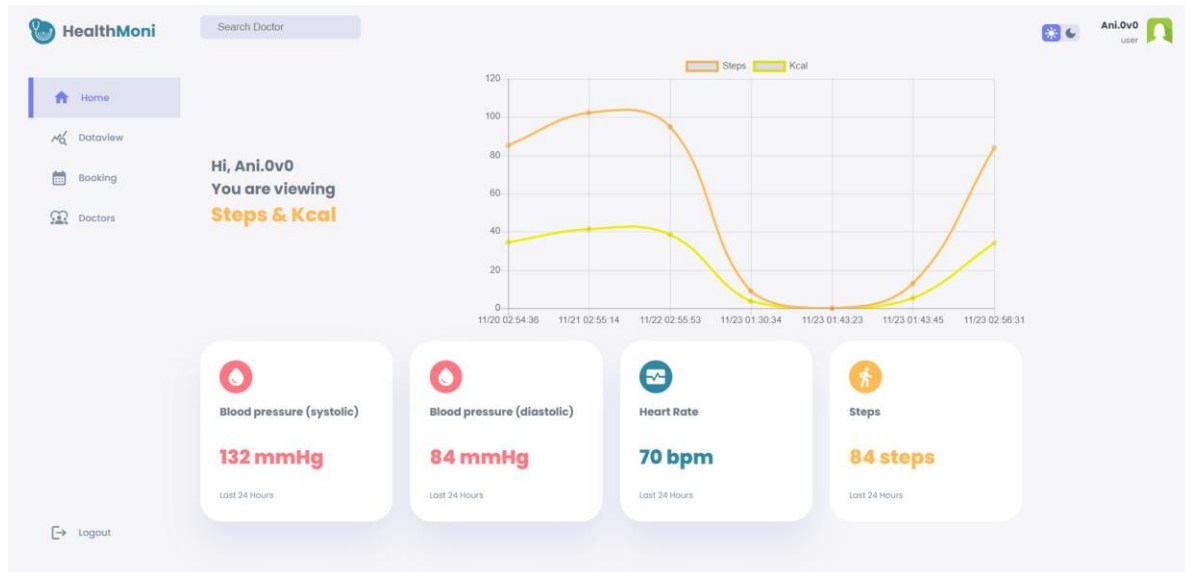 HealthMoni
Search Doctor
Ani.0v0
user
Home
Dataview
Booking
Doctors
Logout
Hi, Ani.0v0
You are viewing
Steps & Kcal
Steps Kcal
120
100
80
60
40
20
0
11/20 02:54:36 11/21 02:55:14 11/22 02:55:53 11/23 01:30:34 11/23 01:43:23 11/23 01:43:45 11/23 02:56:31
Blood pressure (systolic)
132 mmHg
Last 24 Hours
Blood pressure (diastolic)
84 mmHg
Last 24 Hours
Heart Rate
70 bpm
Last 24 Hours
Steps
84 steps
Last 24 Hours